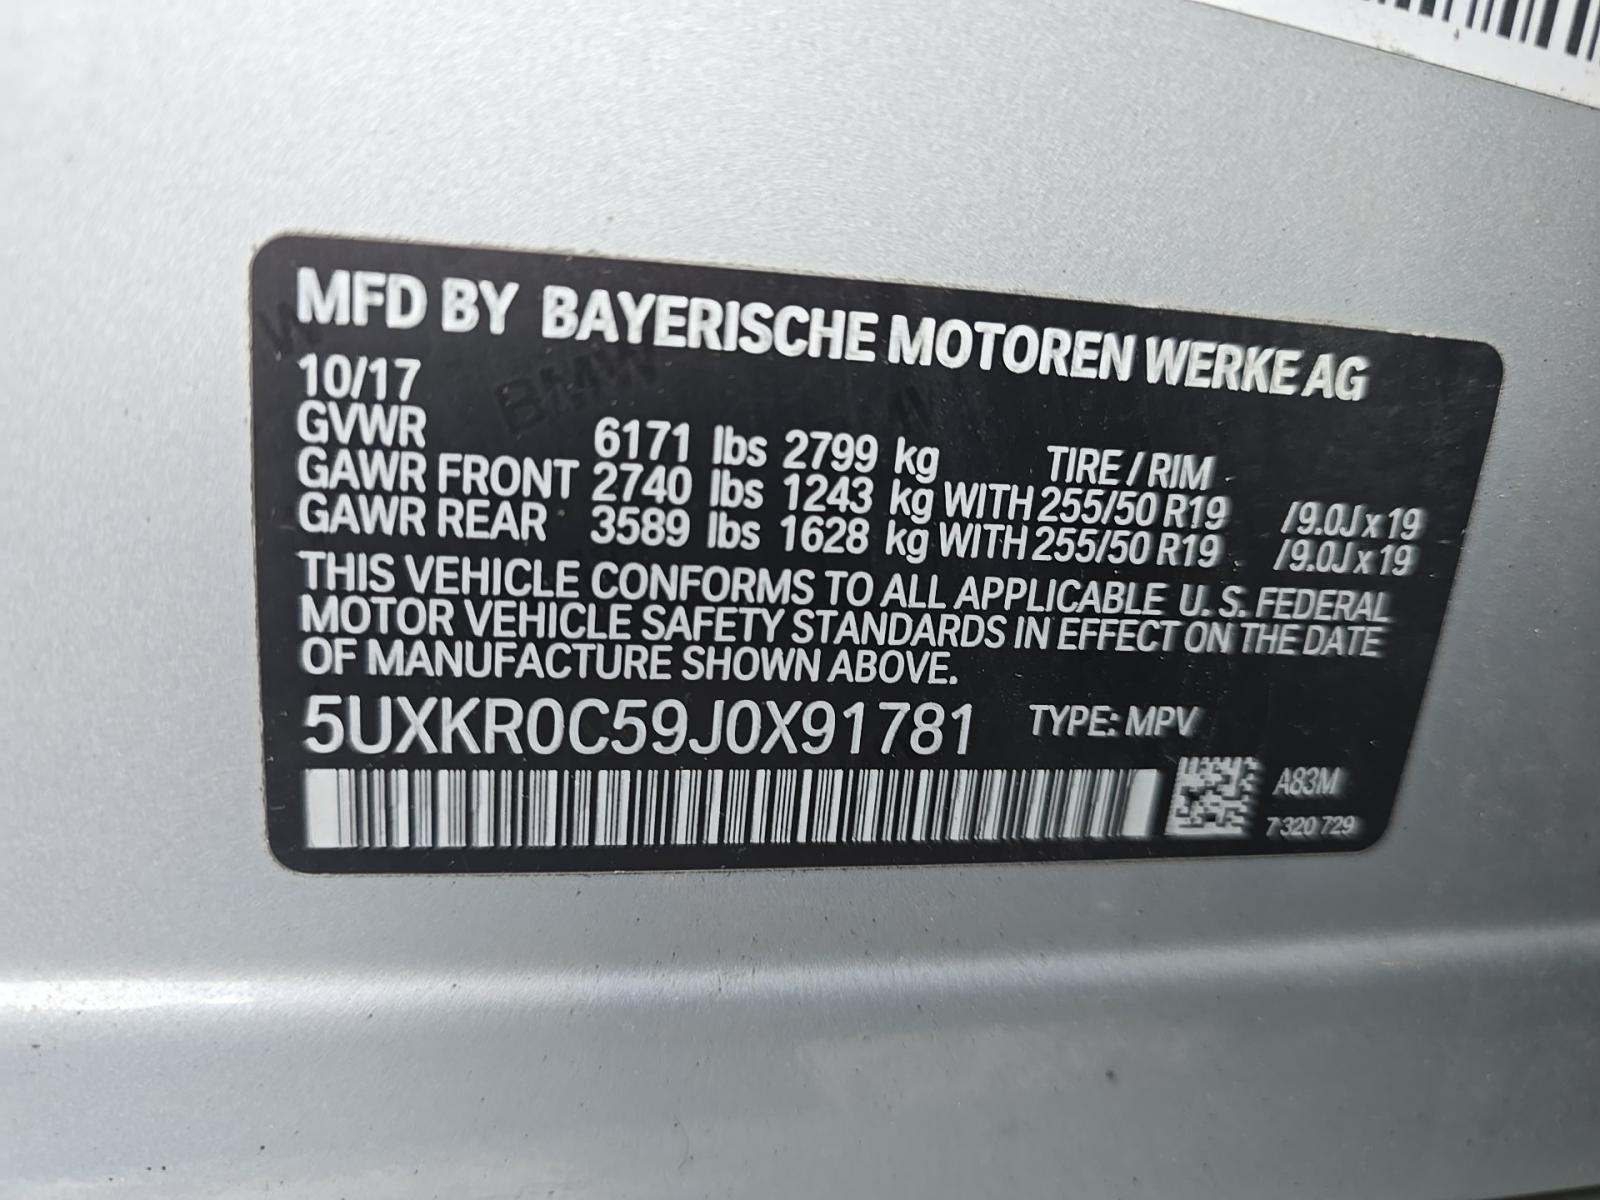 MFD BY BAYERISCHE MOTOREN WERKE AG
10/17
GVWR 6171 lbs 2799 kg TIRE / RIM
GAWR FRONT 2740 lbs 1243 kg WITH 255/50 R19 /9.0J x 19
GAWR REAR 3589 lbs 1628 kg WITH 255/50 R19 /9.0J x 19
THIS VEHICLE CONFORMS TO ALL APPLICABLE U.S. FEDERAL
MOTOR VEHICLE SAFETY STANDARDS IN EFFECT ON THE DATE
OF MANUFACTURE SHOWN ABOVE.
5UXKR0C59J0X91781 TYPE: MPV
A83M
7 320 729
BMW